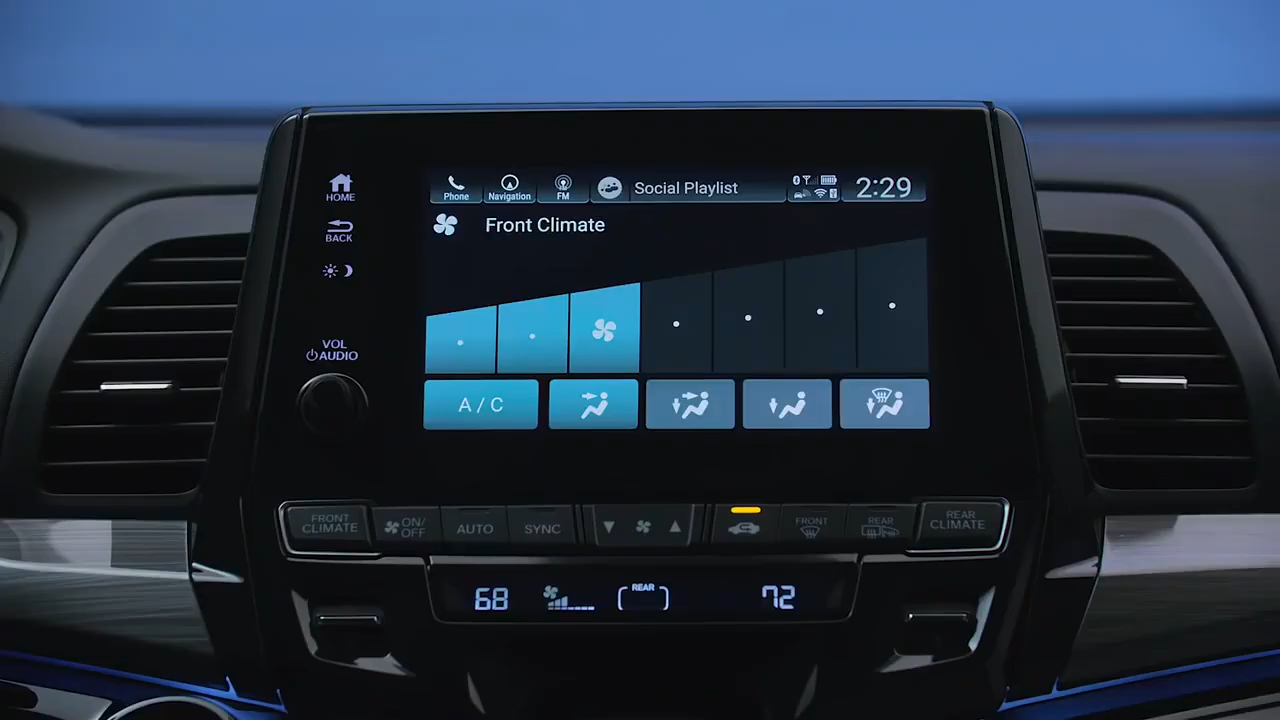 HOME
BACK
VOL
AUDIO
Phone
Navigation
FM
Social Playlist
2:29
Front Climate
A/C
FRONT
CLIMATE
ON/
OFF
AUTO
SYNC
FRONT
REAR
REAR
CLIMATE
68
REAR
72